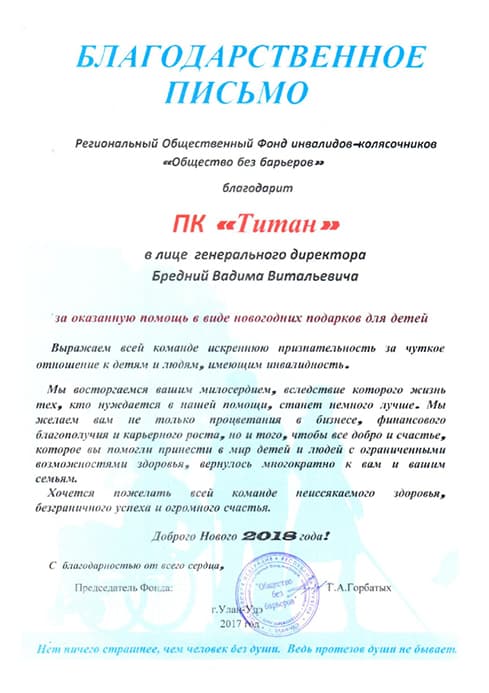 БЛАГОДАРСТВЕННОЕ
ПИСЬМО
Региональный Общественный Фонд инвалидов-колясочников
«Общество без барьеров»
благодарит
ПК «Титан»
в лице генерального директора
Бредний Вадима Витальевича
за оказанную помощь в виде новогодних подарков для детей
Выражаем всей команде искреннюю признательность за чуткое
отношение к детям и людям, имеющим инвалидность.
Мы восторгаемся вашим милосердием, вследствие которого жизнь
тех, кто нуждается в нашей помощи, станет немного лучше. Мы
желаем вам не только процветания в бизнесе, финансового
благополучия и карьерного роста, но и того, чтобы все добро и счастье,
которое вы помогли принести в мир детей и людей с ограниченными
возможностями здоровья, вернулось многократно к вам и вашим
семьям.
Хочется пожелать всей команде неиссякаемого здоровья,
безграничного успеха и огромного счастья.
Доброго Нового 2018 года!
С благодарностью от всего сердца,
Председатель Фонда:
Г.А.Горбатых
"Общество
без
барьеров"
г.Улан-Удэ
2017 год
Нет ничего страшнее, чем человек без души. Ведь протезов души не бывает.